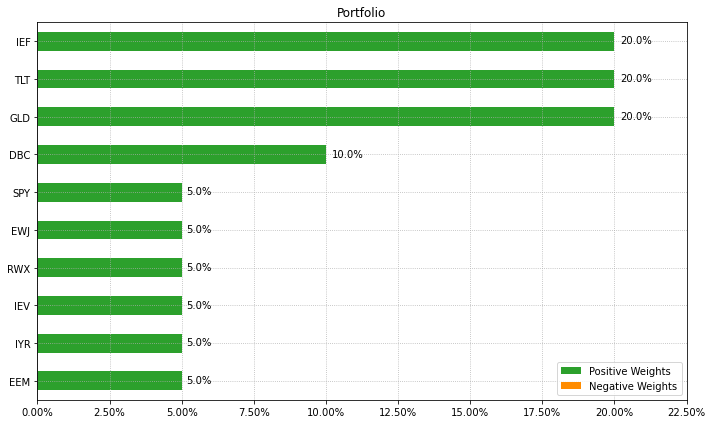 Portfolio
IEF 20.0%
TLT 20.0%
GLD 20.0%
DBC 10.0%
SPY 5.0%
EWJ 5.0%
RWX 5.0%
IEV 5.0%
IYR 5.0%
EEM 5.0%
Positive Weights
Negative Weights
0.00% 2.50% 5.00% 7.50% 10.00% 12.50% 15.00% 17.50% 20.00% 22.50%